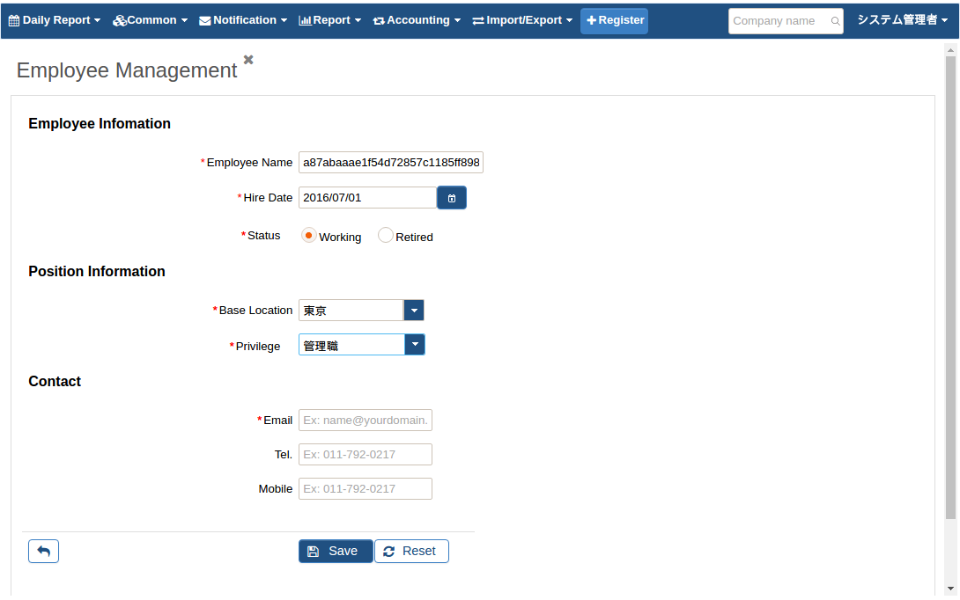 Daily Report Common Notification Report Accounting Import/Export Register Company name システム管理者
Employee Management
Employee Infomation
*Employee Name a87abaaae1f54d72857c1185ff898
*Hire Date 2016/07/01
*Status Working Retired
Position Information
*Base Location 東京
*Privilege 管理職
Contact
*Email Ex: name@yourdomain.
Tel. Ex: 011-792-0217
Mobile Ex: 011-792-0217
Save Reset